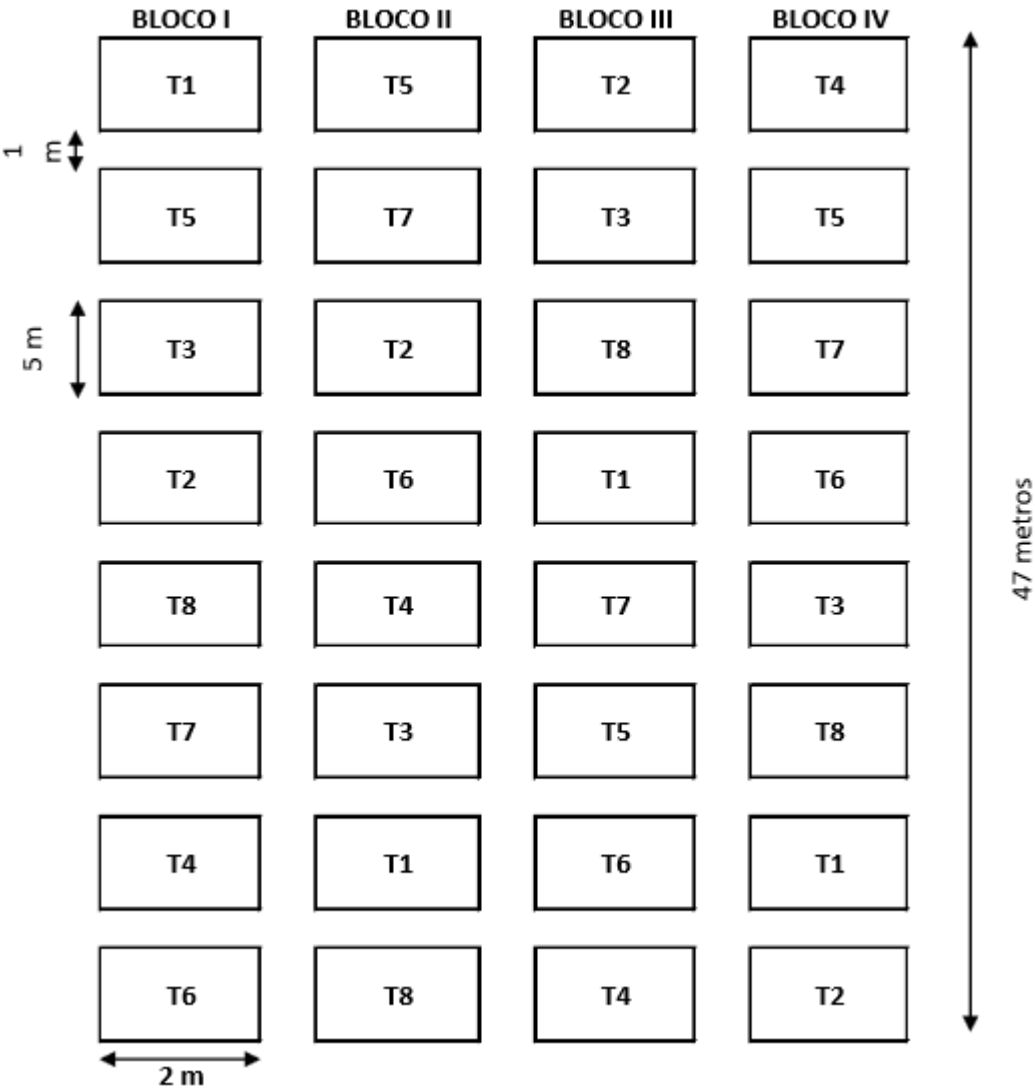 BLOCO I BLOCO II BLOCO III BLOCO IV
T1 T5 T2 T4
1 m
T5 T7 T3 T5
5 m
T3 T2 T8 T7
T2 T6 T1 T6
47 metros
T8 T4 T7 T3
T7 T3 T5 T8
T4 T1 T6 T1
T6 T8 T4 T2
2 m